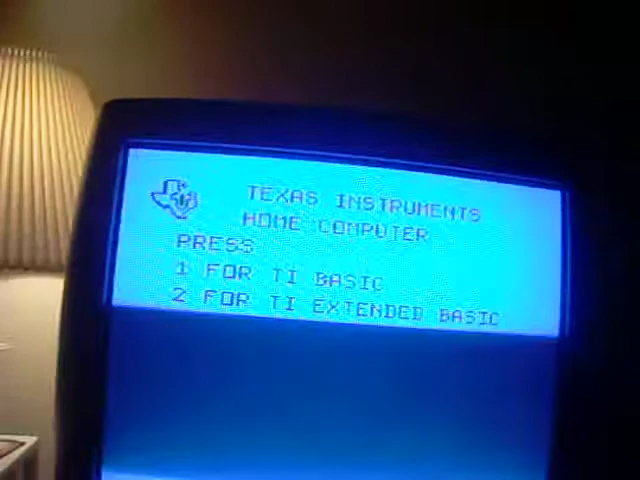 TEXAS INSTRUMENTS
HOME COMPUTER
PRESS
1 FOR TI BASIC
2 FOR TI EXTENDED BASIC